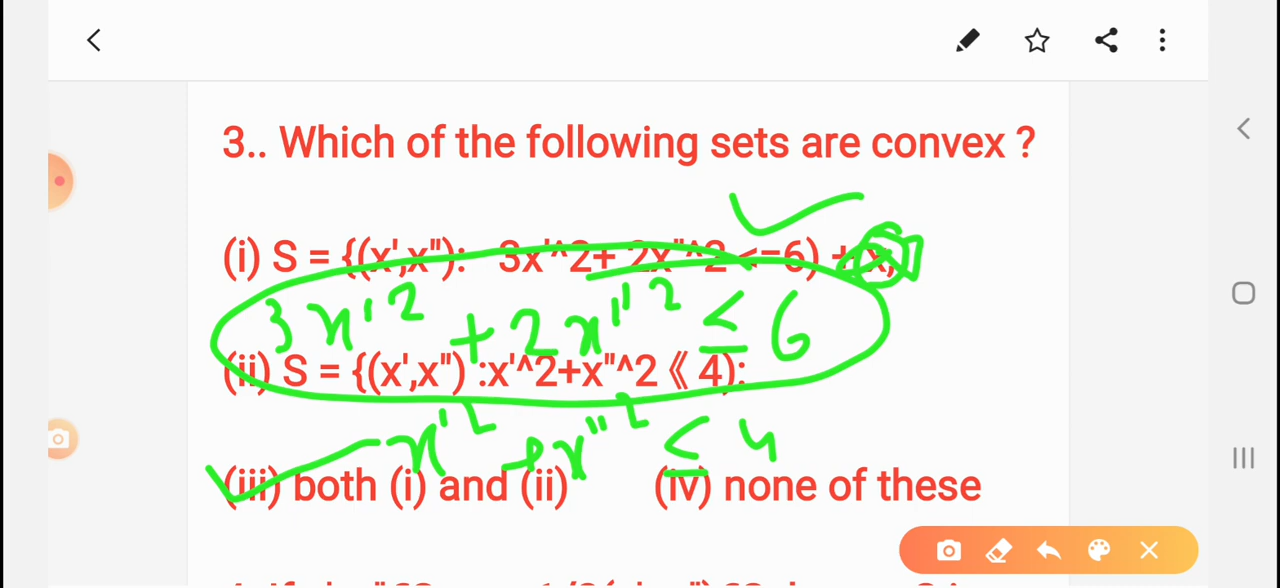 3.. Which of the following sets are convex ?
(i) S = {(x',x"): 3x'^2+ 2x"^2 <=6) + x,
3x'2 + 2x"2 ≤ 6
(ii) S = {(x',x") :x'^2+x"^2 《 4):
x'2 + x"2 ≤ 4
(iii) both (i) and (ii) (iv) none of these